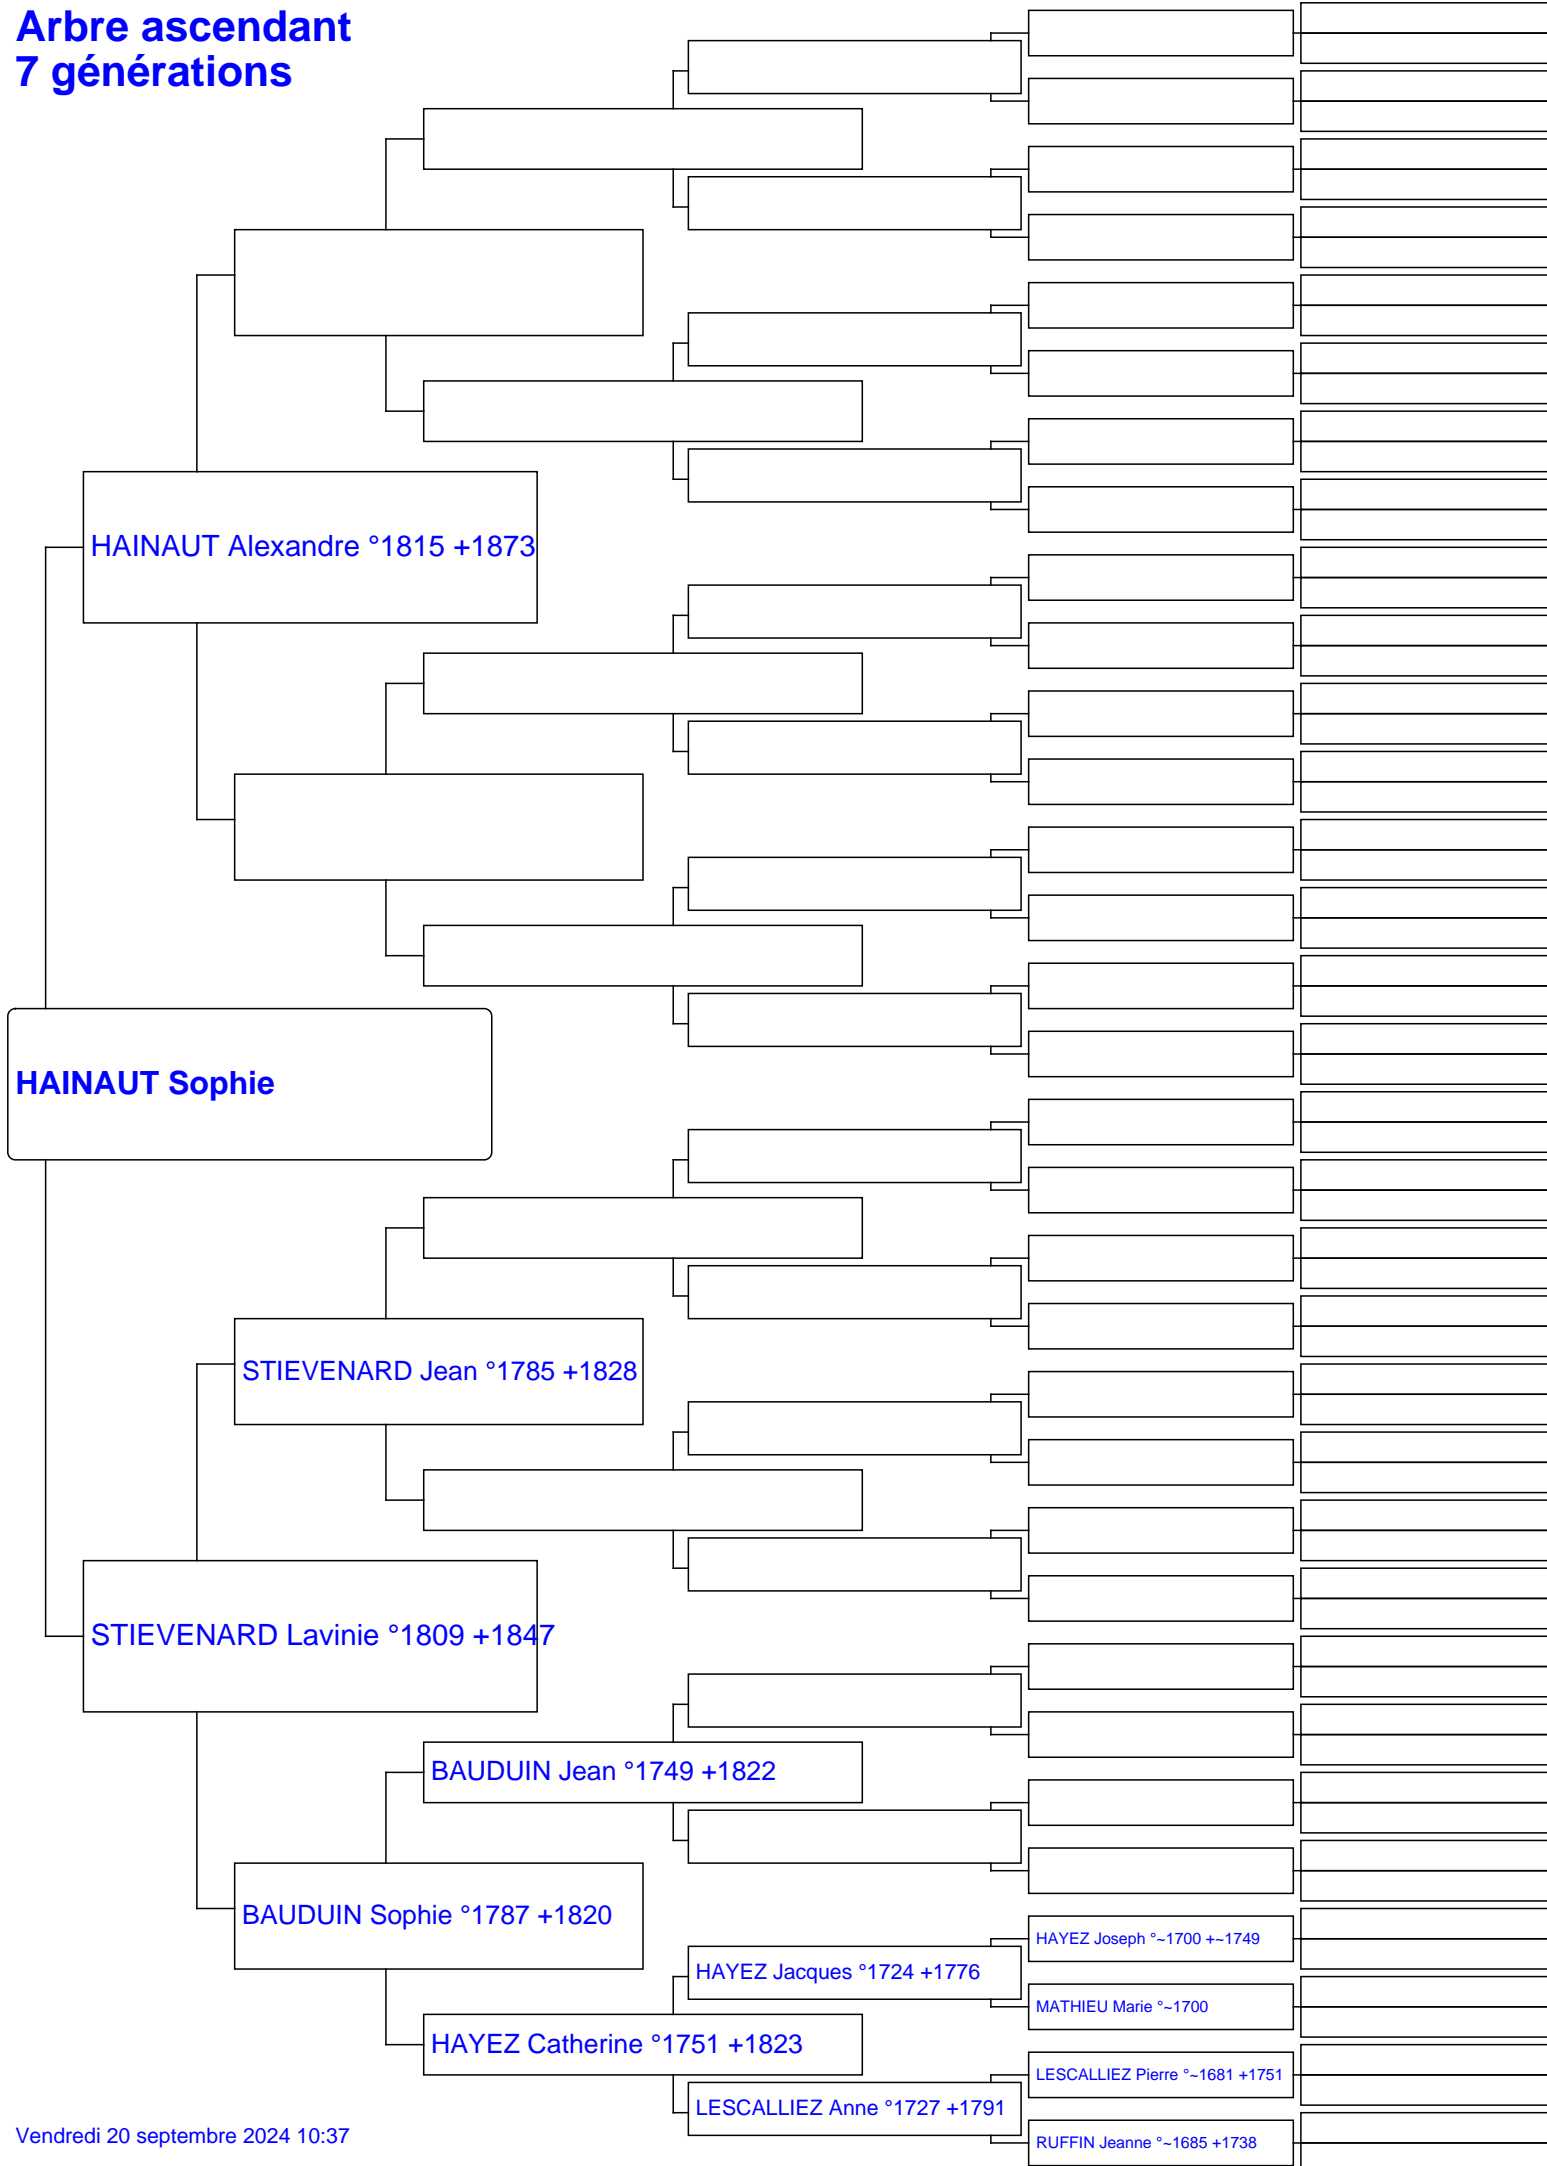 Arbre ascendant
7 générations
HAINAUT Alexandre °1815 +1873
HAINAUT Sophie
STIEVENARD Jean °1785 +1828
STIEVENARD Lavinie °1809 +1847
BAUDUIN Jean °1749 +1822
BAUDUIN Sophie °1787 +1820
HAYEZ Joseph °~1700 +~1749
HAYEZ Jacques °1724 +1776
MATHIEU Marie °~1700
HAYEZ Catherine °1751 +1823
LESCALLIEZ Pierre °~1681 +1751
LESCALLIEZ Anne °1727 +1791
RUFFIN Jeanne °~1685 +1738
Vendredi 20 septembre 2024 10:37